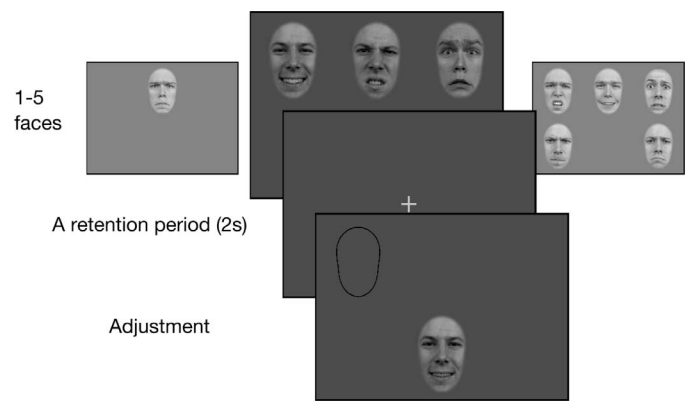 1-5
faces
A retention period (2s)
Adjustment